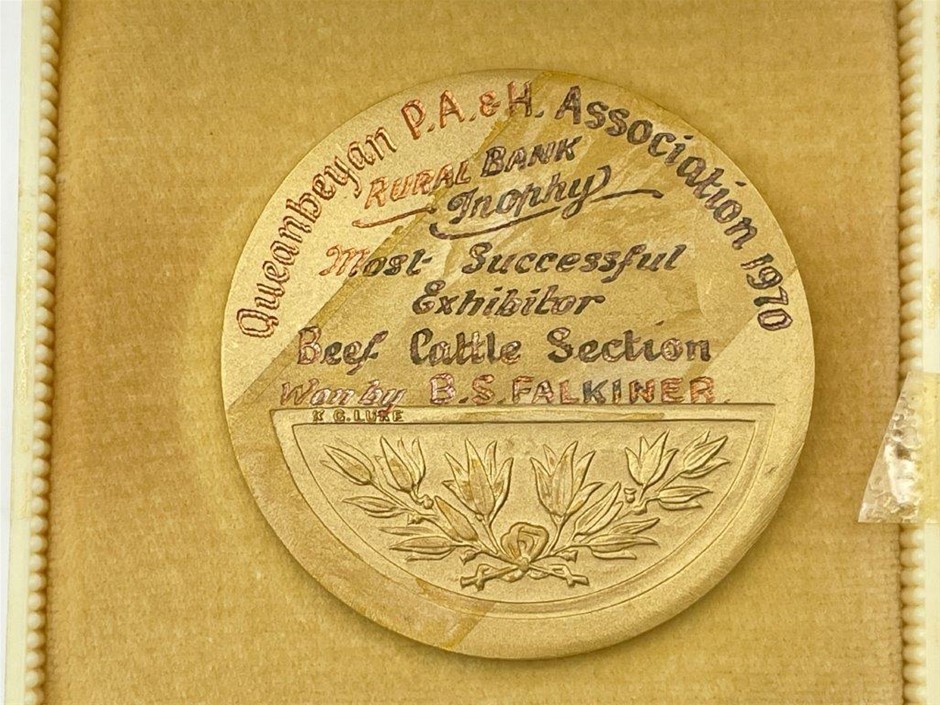 Queanbeyan P.A. & H. Association 1970
RURAL BANK
Trophy
Most Successful
Exhibitor
Beef Cattle Section
Won by B.S. FALKINER.
K.G. LUKE